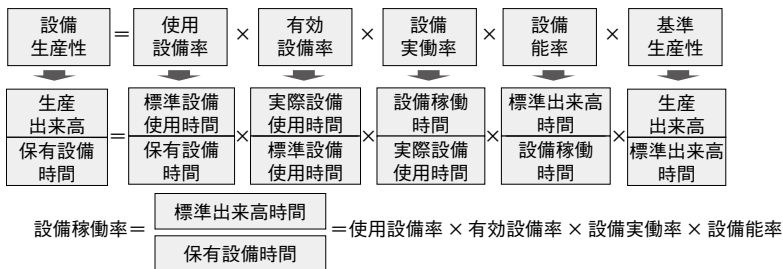 設備
生産性
=
使用
設備率
×
有効
設備率
×
設備
実働率
×
設備
能率
×
基準
生産性
生産
出来高
保有設備
時間
=
標準設備
使用時間
保有設備
時間
×
実際設備
使用時間
標準設備
使用時間
×
設備稼働
時間
実際設備
使用時間
×
標準出来高
時間
設備稼働
時間
×
生産
出来高
標準出来高
時間
設備稼働率=
標準出来高時間
保有設備時間
=使用設備率 × 有効設備率 × 設備実働率 × 設備能率